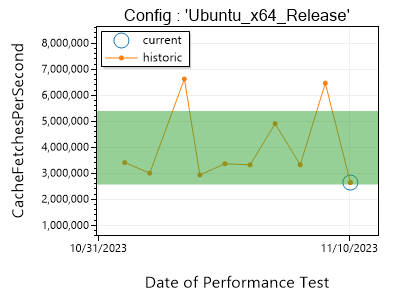 Config : 'Ubuntu_x64_Release'
current
historic
8,000,000
7,000,000
6,000,000
5,000,000
4,000,000
3,000,000
2,000,000
1,000,000
CacheFetchesPerSecond
10/31/2023
11/10/2023
Date of Performance Test